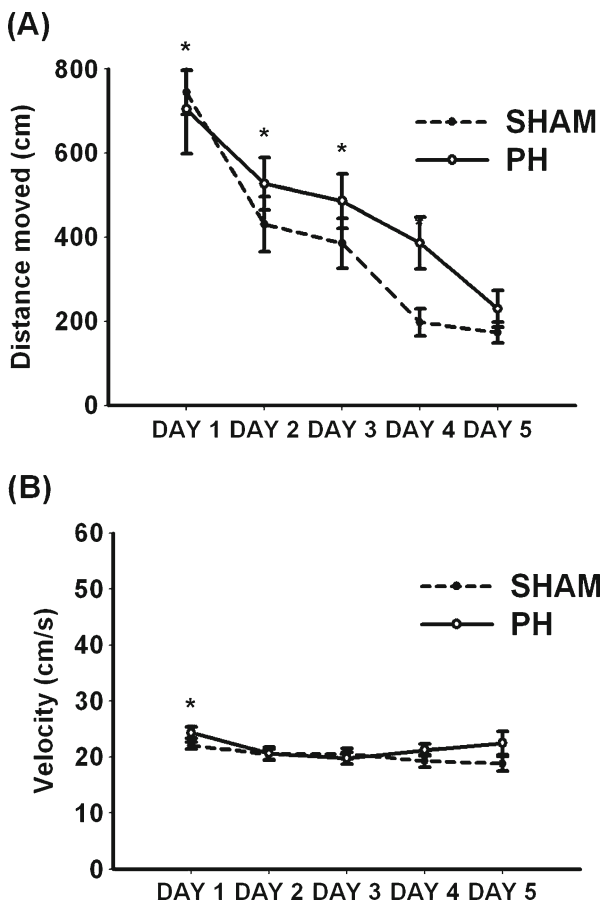 (A)
*
*
*
*
800
600
400
200
0
Distance moved (cm)
SHAM
PH
DAY 1 DAY 2 DAY 3 DAY 4 DAY 5
(B)
60
50
40
30
20
10
0
Velocity (cm/s)
SHAM
PH
*
DAY 1 DAY 2 DAY 3 DAY 4 DAY 5